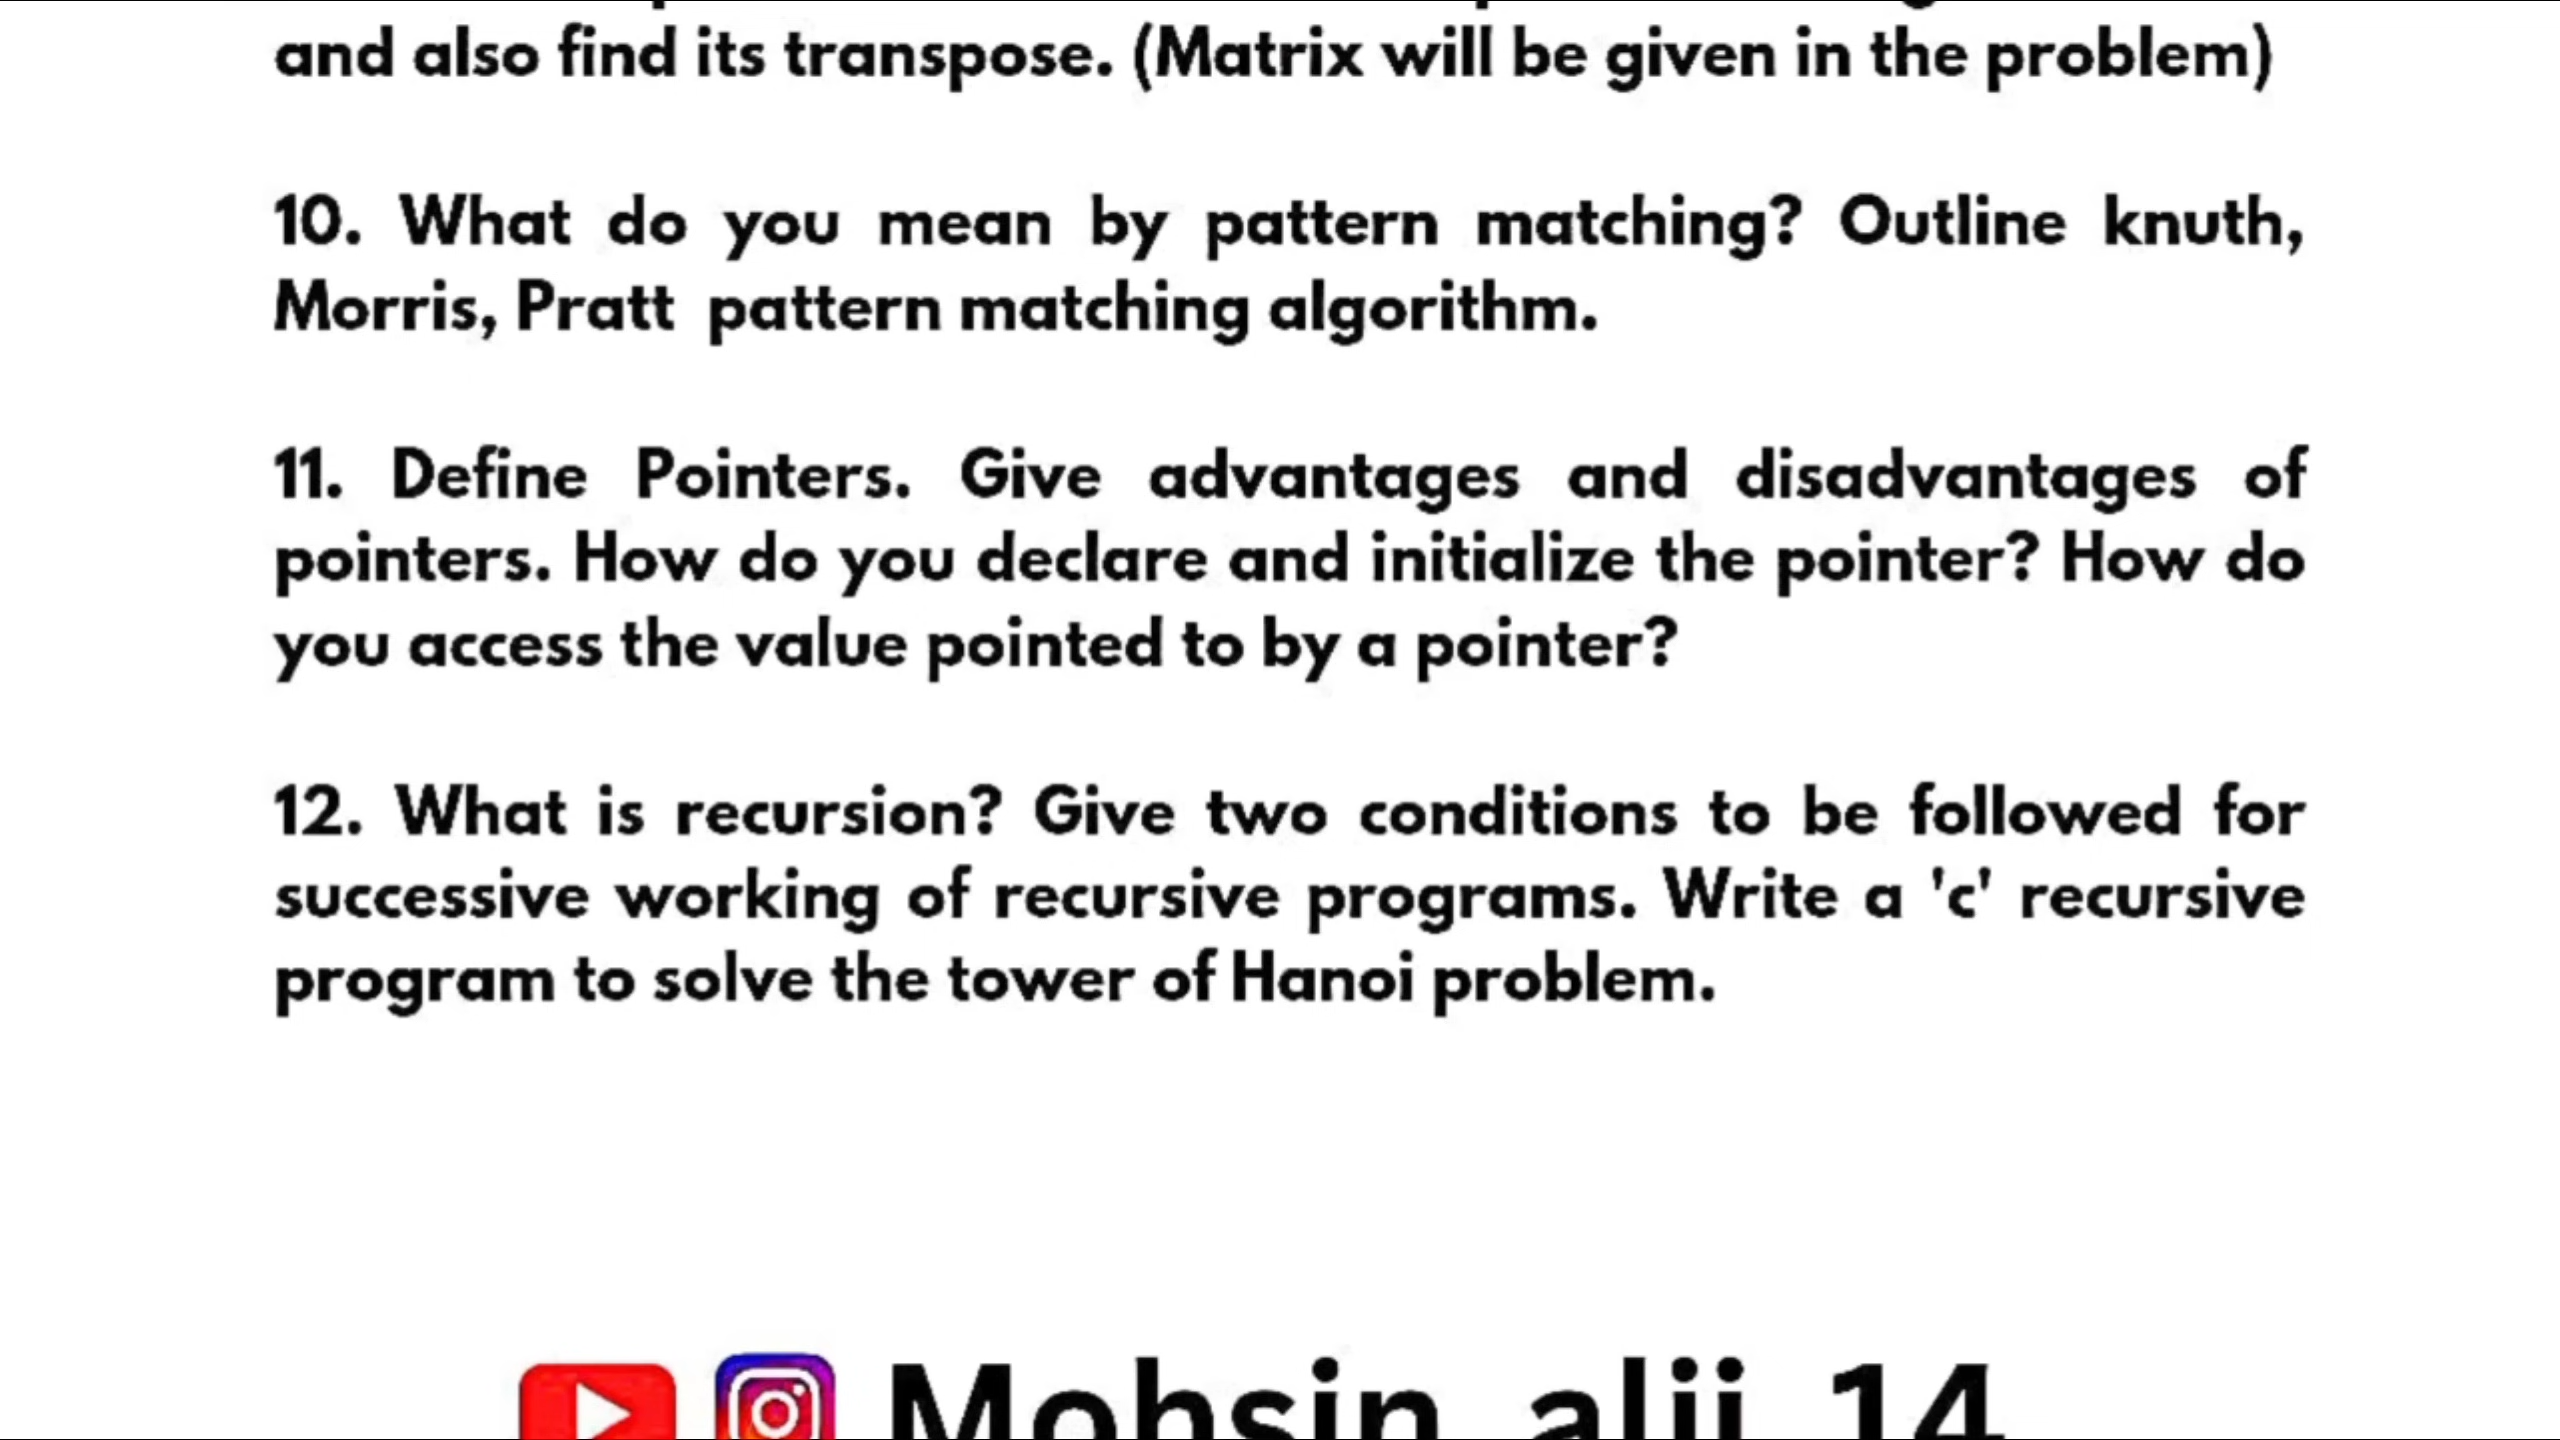 and also find its transpose. (Matrix will be given in the problem)
10. What do you mean by pattern matching? Outline knuth,
Morris, Pratt pattern matching algorithm.
11. Define Pointers. Give advantages and disadvantages of
pointers. How do you declare and initialize the pointer? How do
you access the value pointed to by a pointer?
12. What is recursion? Give two conditions to be followed for
successive working of recursive programs. Write a 'c' recursive
program to solve the tower of Hanoi problem.
Mohsin_alii_14